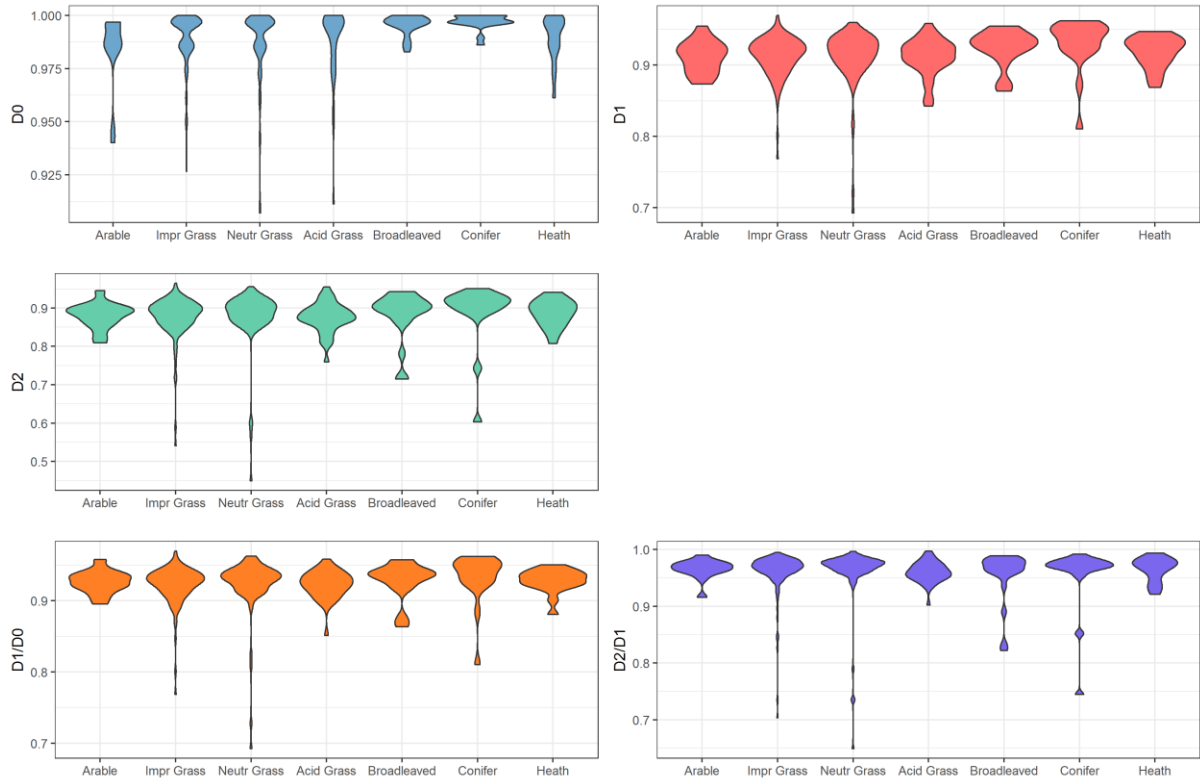 D0
1.000
0.975
0.950
0.925
Arable Impr Grass Neutr Grass Acid Grass Broadleaved Conifer Heath
D1
0.9
0.8
0.7
Arable Impr Grass Neutr Grass Acid Grass Broadleaved Conifer Heath
D2
0.9
0.8
0.7
0.6
0.5
Arable Impr Grass Neutr Grass Acid Grass Broadleaved Conifer Heath
D1/D0
0.9
0.8
0.7
Arable Impr Grass Neutr Grass Acid Grass Broadleaved Conifer Heath
D2/D1
1.0
0.9
0.8
0.7
Arable Impr Grass Neutr Grass Acid Grass Broadleaved Conifer Heath